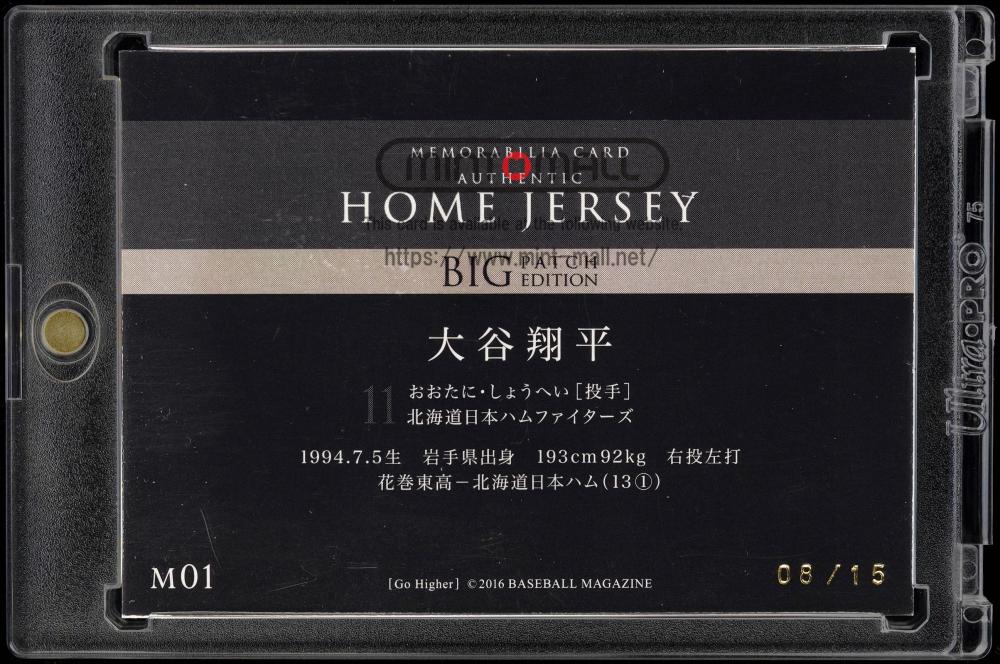 MEMORABILIA CARD
mint mall
AUTHENTIC
HOME JERSEY
This card is available at the following website.
https://www.mint-mall.net/
BIG PATCH EDITION
大谷翔平
11
おおたに・しょうへい［投手］
北海道日本ハムファイターズ
1994.7.5生 岩手県出身 193cm92kg 右投左打
花巻東高－北海道日本ハム(13①)
M01
[Go Higher] ©2016 BASEBALL MAGAZINE
08/15
Ultra PRO® 75